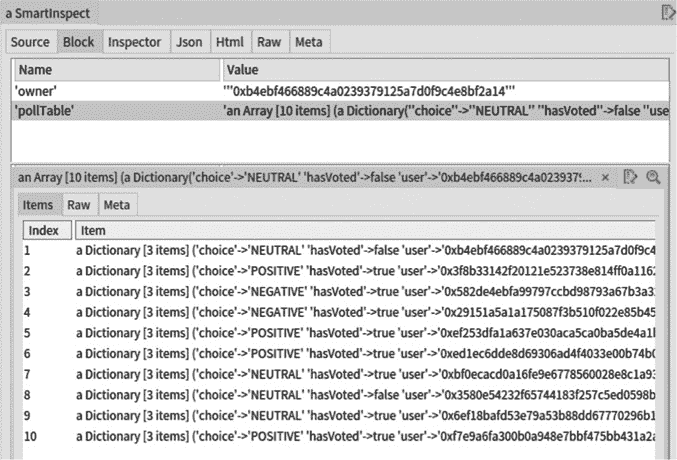 a SmartInspect
Source Block Inspector Json Html Raw Meta
Name Value
'owner' '''0xb4ebf466889c4a0239379125a7d0f9c4e8bf2a14'''
'pollTable' 'an Array [10 items] (a Dictionary(''choice''->''NEUTRAL'' ''hasVoted''->false ''use
an Array [10 items] (a Dictionary('choice'->'NEUTRAL' 'hasVoted'->false 'user'->'0xb4ebf466889c4a0239379... ×
Items Raw Meta
Index Item
1 a Dictionary [3 items] ('choice'->'NEUTRAL' 'hasVoted'->false 'user'->'0xb4ebf466889c4a0239379125a7d0f9c4
2 a Dictionary [3 items] ('choice'->'POSITIVE' 'hasVoted'->true 'user'->'0x3f8b33142f20121e523738e814ff0a116
3 a Dictionary [3 items] ('choice'->'NEGATIVE' 'hasVoted'->true 'user'->'0x582de4ebfa99797ccbd98793a67b3a3
4 a Dictionary [3 items] ('choice'->'NEGATIVE' 'hasVoted'->true 'user'->'0x29151a5a1a175087f3b510f022e85b45
5 a Dictionary [3 items] ('choice'->'POSITIVE' 'hasVoted'->true 'user'->'0xef253dfa1a637e030aca5ca0ba5de4a1
6 a Dictionary [3 items] ('choice'->'POSITIVE' 'hasVoted'->true 'user'->'0xed1ec6dde8d69306ad4f4033e00b74b
7 a Dictionary [3 items] ('choice'->'NEUTRAL' 'hasVoted'->true 'user'->'0xbf0ecacd0a16fe9e6778560028e8c1a9
8 a Dictionary [3 items] ('choice'->'NEUTRAL' 'hasVoted'->false 'user'->'0x3580e54232f65744183f257c5ed0598b
9 a Dictionary [3 items] ('choice'->'NEUTRAL' 'hasVoted'->true 'user'->'0x6ef18bafd53e79a53b88dd67770296b1
10 a Dictionary [3 items] ('choice'->'POSITIVE' 'hasVoted'->true 'user'->'0xf7e9a6fa300b0a948e7bbf475bb431a2